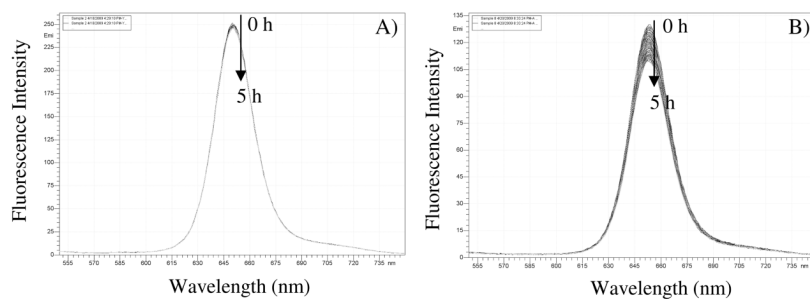 A)
0 h
5 h
Fluorescence Intensity
250
Emi
225
200
175
150
125
100
75
50
25
0
555 570 585 600 615 630 645 660 675 690 705 720 735 nm
Wavelength (nm)
B)
0 h
5 h
Fluorescence Intensity
135
Emi
120
105
90
75
60
45
30
15
0
555 570 585 600 615 630 645 660 675 690 705 720 735 nm
Wavelength (nm)